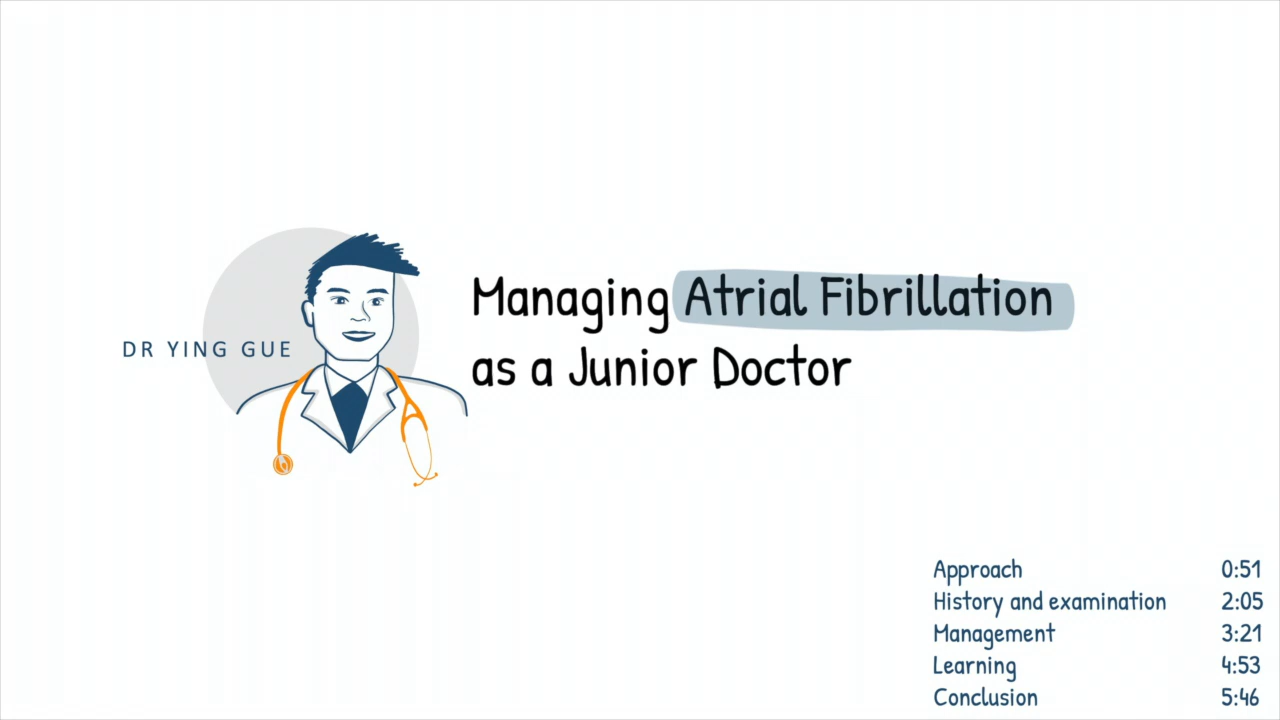 DR YING GUE
Managing Atrial Fibrillation
as a Junior Doctor
Approach 0:51
History and examination 2:05
Management 3:21
Learning 4:53
Conclusion 5:46